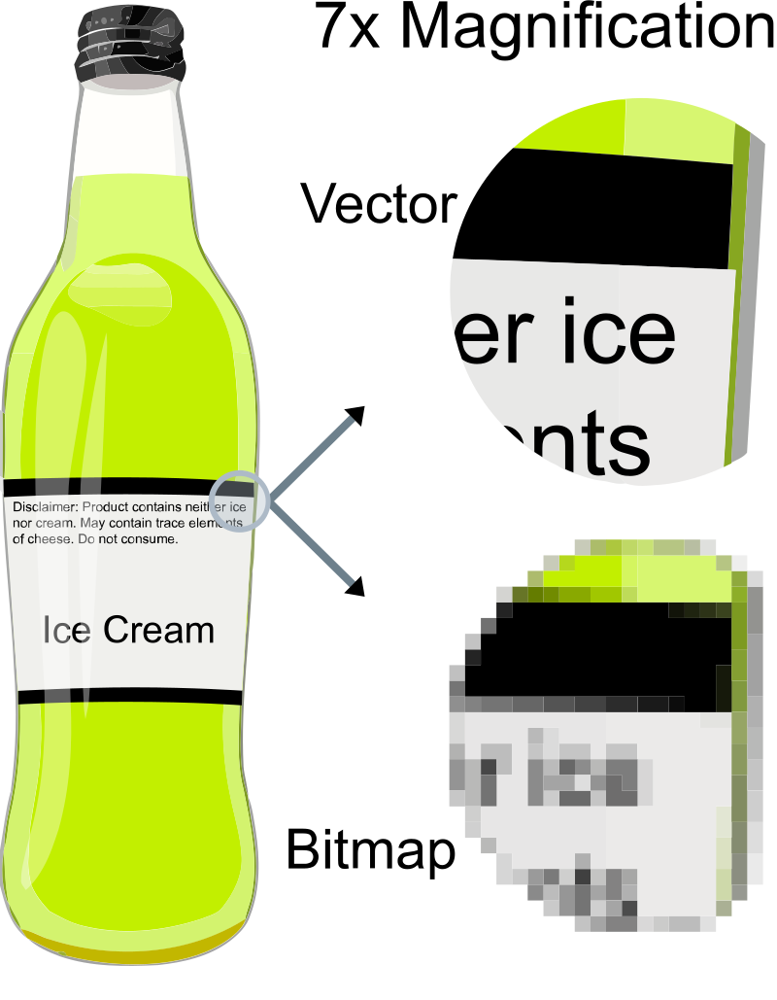 7x Magnification
Vector
er ice
ents
Disclaimer: Product contains neither ice
nor cream. May contain trace elements
of cheese. Do not consume.
Ice Cream
Bitmap